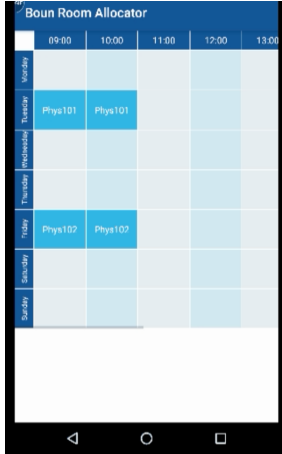 Boun Room Allocator
09:00 10:00 11:00 12:00 13:00
Monday
Tuesday Phys101 Phys101
Wednesday
Thursday
Friday Phys102 Phys102
Saturday
Sunday